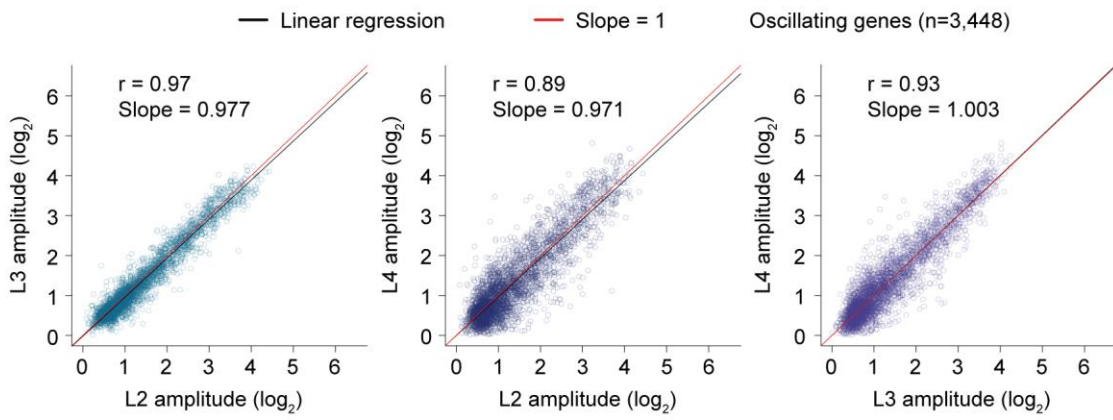 Linear regression Slope = 1 Oscillating genes (n=3,448)
r = 0.97
Slope = 0.977
L3 amplitude (log2)
6
5
4
3
2
1
0
0 1 2 3 4 5 6
L2 amplitude (log2)
r = 0.89
Slope = 0.971
L4 amplitude (log2)
6
5
4
3
2
1
0
0 1 2 3 4 5 6
L2 amplitude (log2)
r = 0.93
Slope = 1.003
L4 amplitude (log2)
6
5
4
3
2
1
0
0 1 2 3 4 5 6
L3 amplitude (log2)